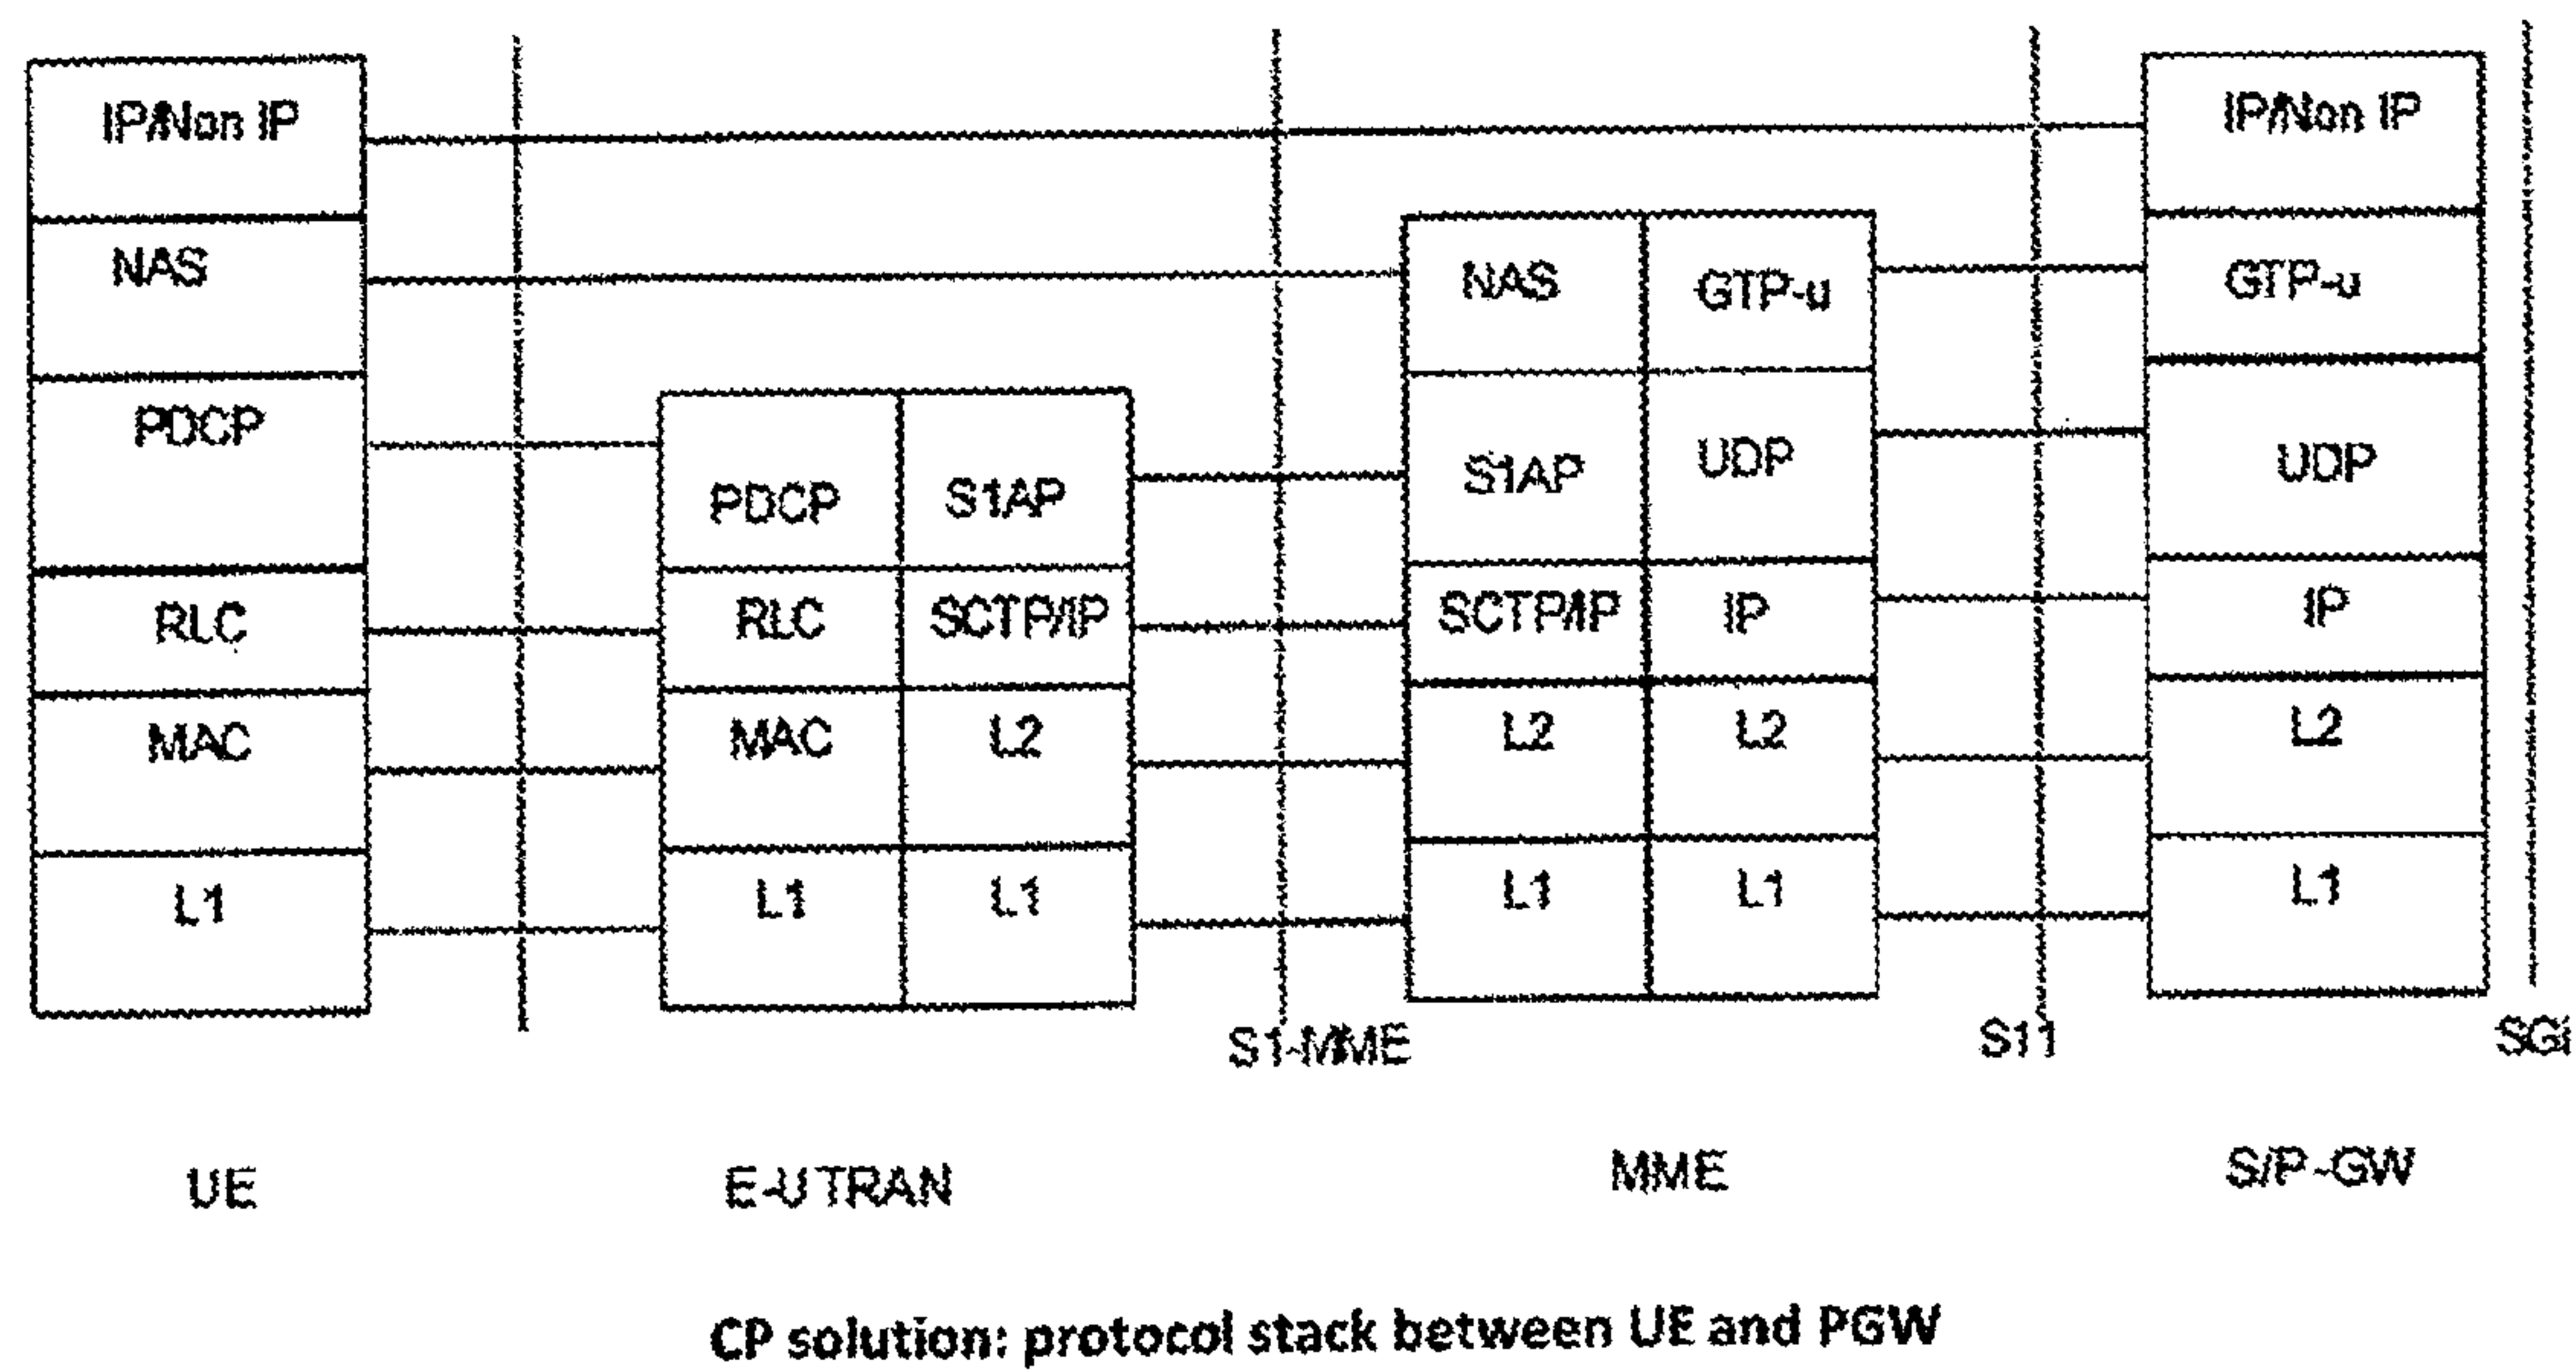 IP/Non IP
NAS
PDCP
RLC
MAC
L1
PDCP
RLC
MAC
L1
S1AP
SCTP/IP
L2
L1
S1-MME
NAS
S1AP
SCTP/IP
L2
L1
GTP-u
UDP
IP
L2
L1
S11
IP/Non IP
GTP-u
UDP
IP
L2
L1
SGi
UE
E-UTRAN
MME
S/P-GW
CP solution: protocol stack between UE and PGW